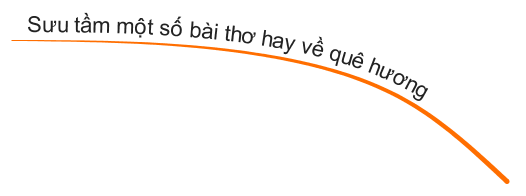 Sưu tầm một số bài thơ hay về quê hương